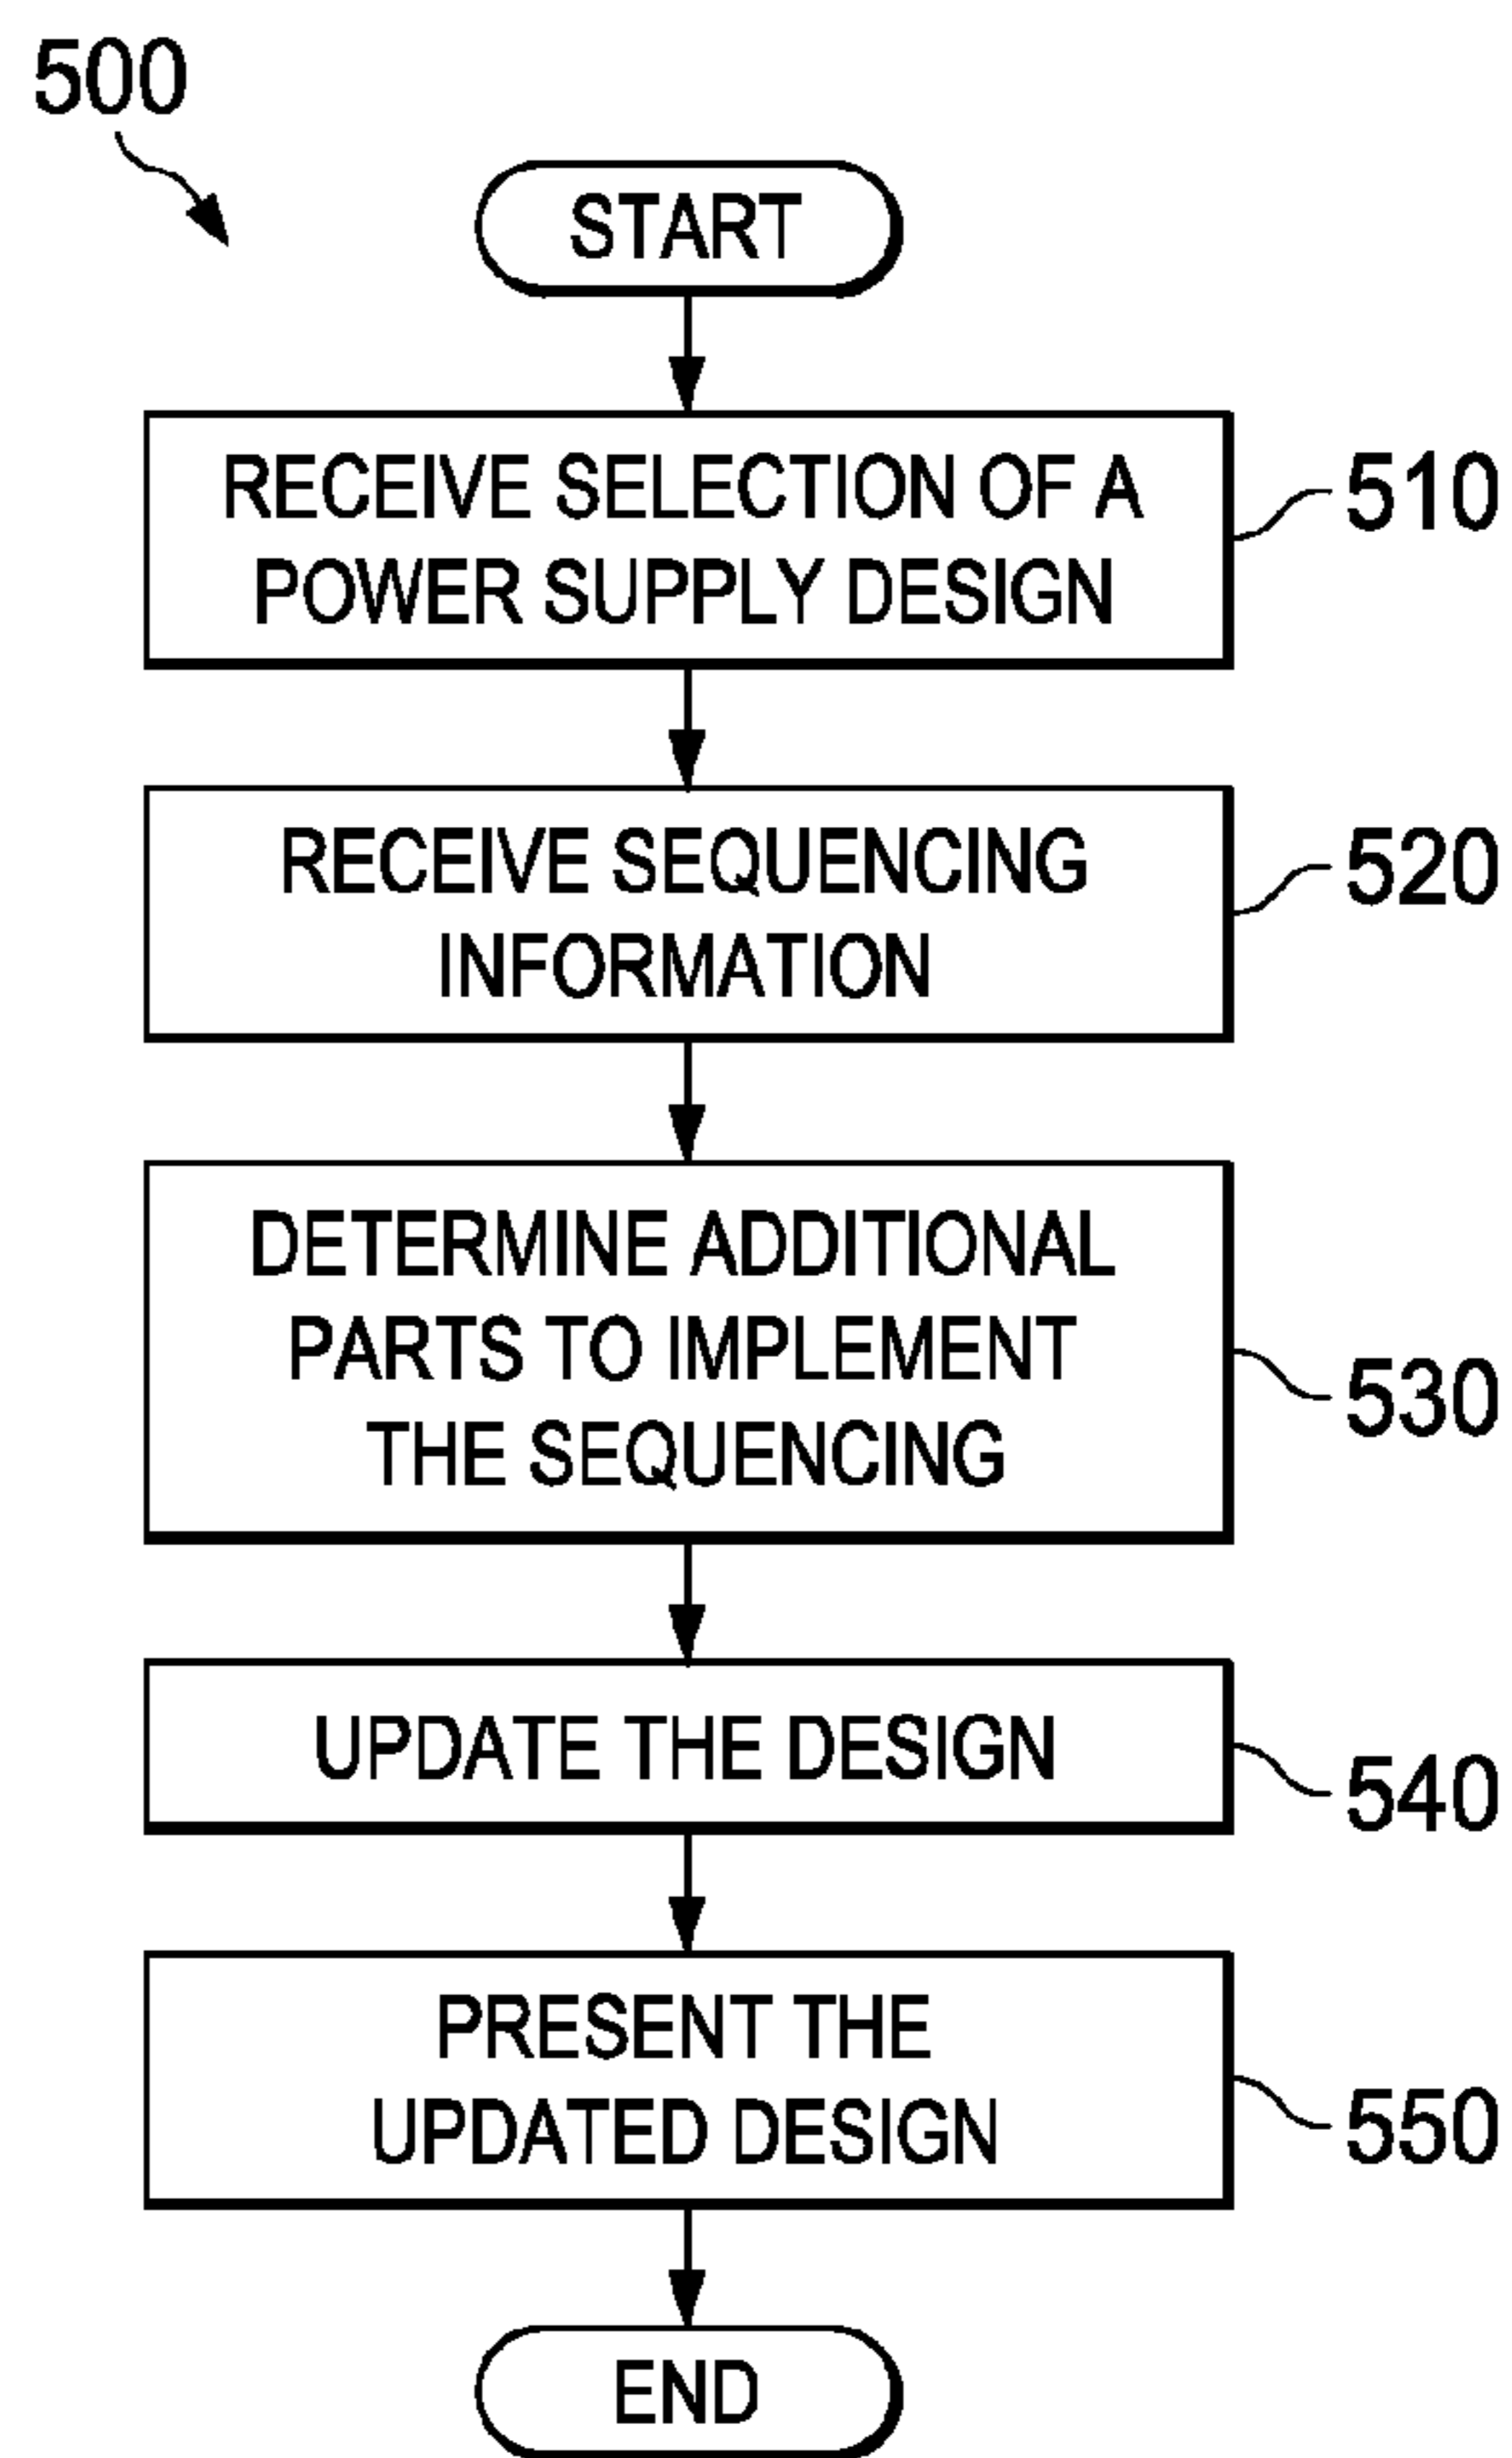 500
START
RECEIVE SELECTION OF A
POWER SUPPLY DESIGN
510
RECEIVE SEQUENCING
INFORMATION
520
DETERMINE ADDITIONAL
PARTS TO IMPLEMENT
THE SEQUENCING
530
UPDATE THE DESIGN
540
PRESENT THE
UPDATED DESIGN
550
END